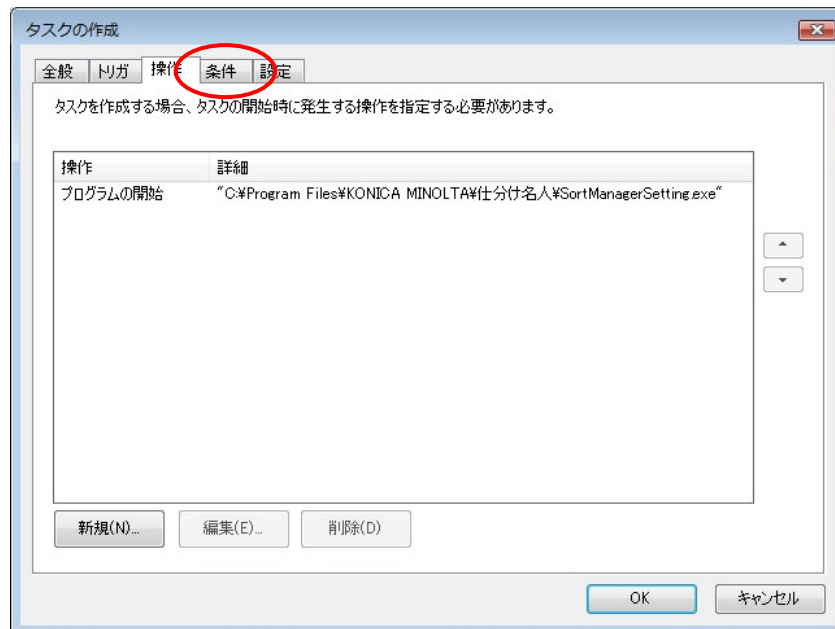 タスクの作成
全般 トリガ 操作 条件 設定
タスクを作成する場合、タスクの開始時に発生する操作を指定する必要があります。
操作 詳細
プログラムの開始 "C:¥Program Files¥KONICA MINOLTA¥仕分け名人¥SortManagerSetting.exe"
新規(N)... 編集(E)... 削除(D)
OK キャンセル